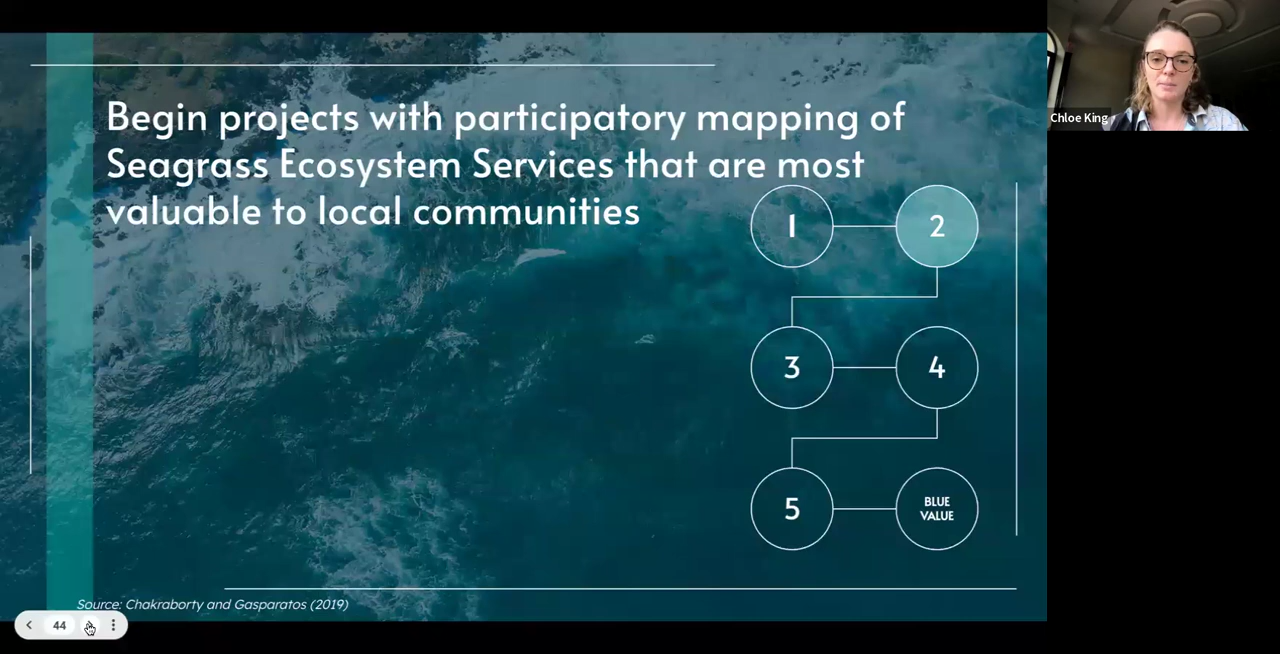 Begin projects with participatory mapping of
Seagrass Ecosystem Services that are most
valuable to local communities
1
2
3
4
5
BLUE
VALUE
Source: Chakraborty and Gasparatos (2019)
44
Chloe King